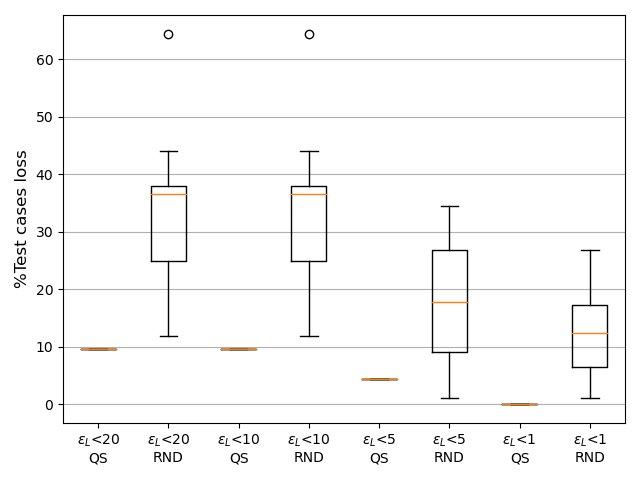 %Test cases loss
60
50
40
30
20
10
0
ε_L<20 ε_L<20 ε_L<10 ε_L<10 ε_L<5 ε_L<5 ε_L<1 ε_L<1
QS RND QS RND QS RND QS RND